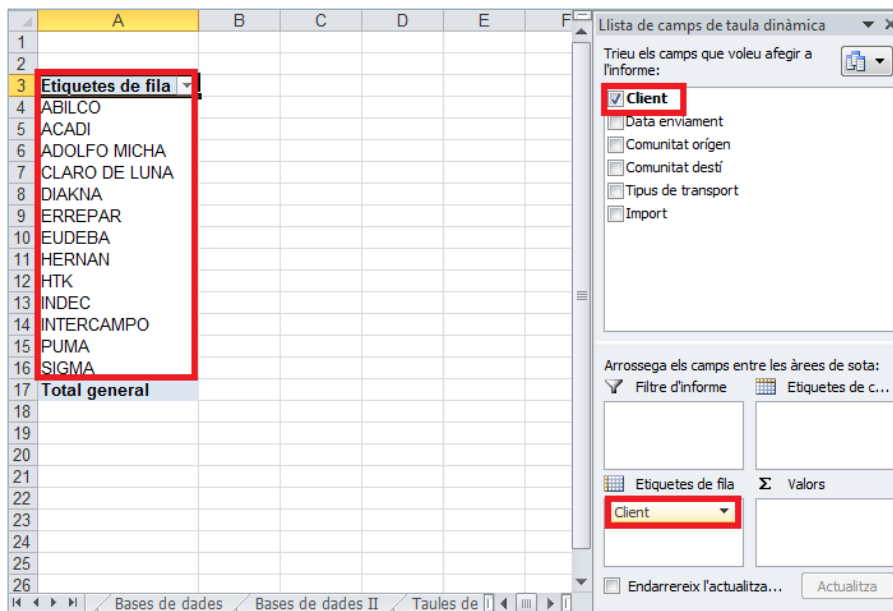 A B C D E F
1
2
3 Etiquetes de fila
4 ABILCO
5 ACADI
6 ADOLFO MICHA
7 CLARO DE LUNA
8 DIAKNA
9 ERREPAR
10 EUDEBA
11 HERNAN
12 HTK
13 INDEC
14 INTERCAMPO
15 PUMA
16 SIGMA
17 Total general
18
19
20
21
22
23
24
25
26
Bases de dades Bases de dades II Taules de
Llista de camps de taula dinàmica
Trieu els camps que voleu afegir a
l'informe:
Client
Data enviament
Comunitat orígen
Comunitat destí
Tipus de transport
Import
Arrossega els camps entre les àrees de sota:
Filtre d'informe Etiquetes de c...
Etiquetes de fila Σ Valors
Client
Endarrereix l'actualitza... Actualitza